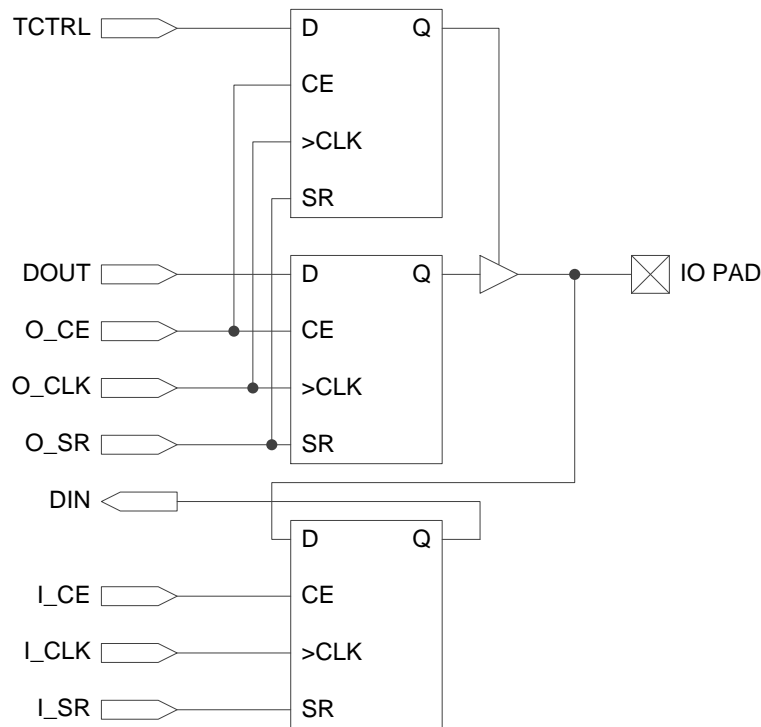 TCTRL
D
Q
CE
>CLK
SR
DOUT
D
Q
IO PAD
O_CE
CE
O_CLK
>CLK
O_SR
SR
DIN
D
Q
I_CE
CE
I_CLK
>CLK
I_SR
SR